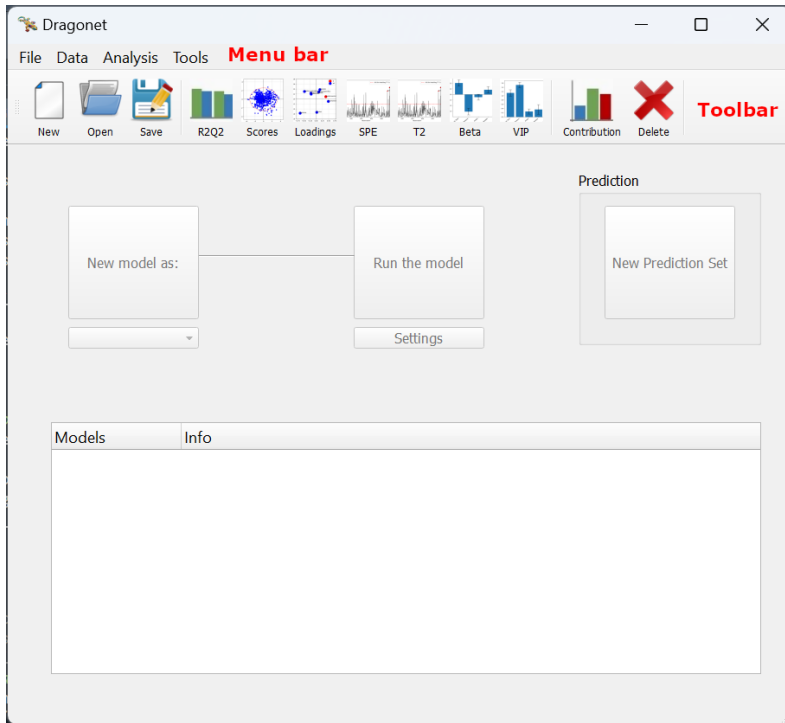 Dragonet
File Data Analysis Tools Menu bar
New Open Save R2Q2 Scores Loadings SPE T2 Beta VIP Contribution Delete Toolbar
Prediction
New model as: Run the model New Prediction Set
Settings
Models Info